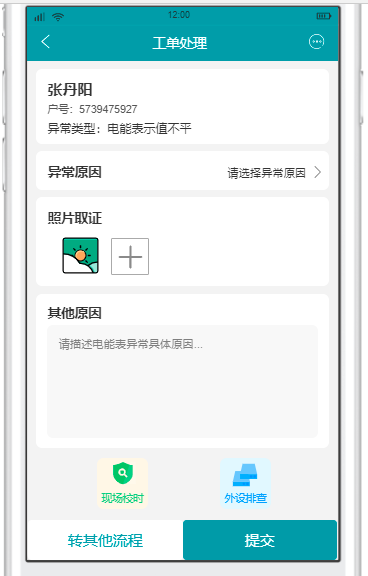 12:00
工单处理
张丹阳
户号：5739475927
异常类型：电能表示值不平
异常原因
请选择异常原因
照片取证
其他原因
请描述电能表异常具体原因...
现场校时
外设排查
转其他流程
提交